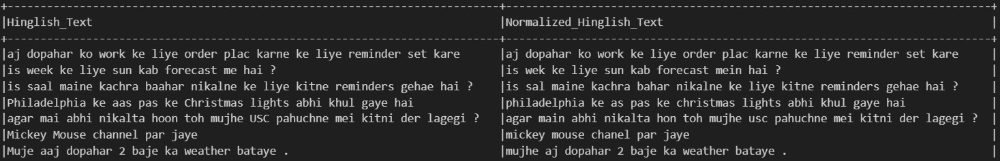 +-------------------------------------------------------------------------+------------------------------------------------------------------------+
|Hinglish_Text |Normalized_Hinglish_Text |
+-------------------------------------------------------------------------+------------------------------------------------------------------------+
|aj dopahar ko work ke liye order plac karne ke liye reminder set kare |aj dopahar ko work ke liye order plac karne ke liye reminder set kare |
|is week ke liye sun kab forecast me hai ? |is wek ke liye sun kab forecast mein hai ? |
|is saal maine kachra baahar nikalne ke liye kitne reminders gehae hai ? |is sal maine kachra bahar nikalne ke liye kitne reminders gehae hai ? |
|Philadelphia ke aas pas ke Christmas lights abhi khul gaye hai |philadelphia ke as pas ke christmas lights abhi khul gaye hai |
|agar mai abhi nikalta hoon toh mujhe USC pahuchne mei kitni der lagegi ? |agar main abhi nikalta hon toh mujhe usc pahuchne mei kitni der lagegi ? |
|Mickey Mouse channel par jaye |mickey mouse chanel par jaye |
|Muje aaj dopahar 2 baje ka weather bataye . |mujhe aj dopahar 2 baje ka weather bataye . |